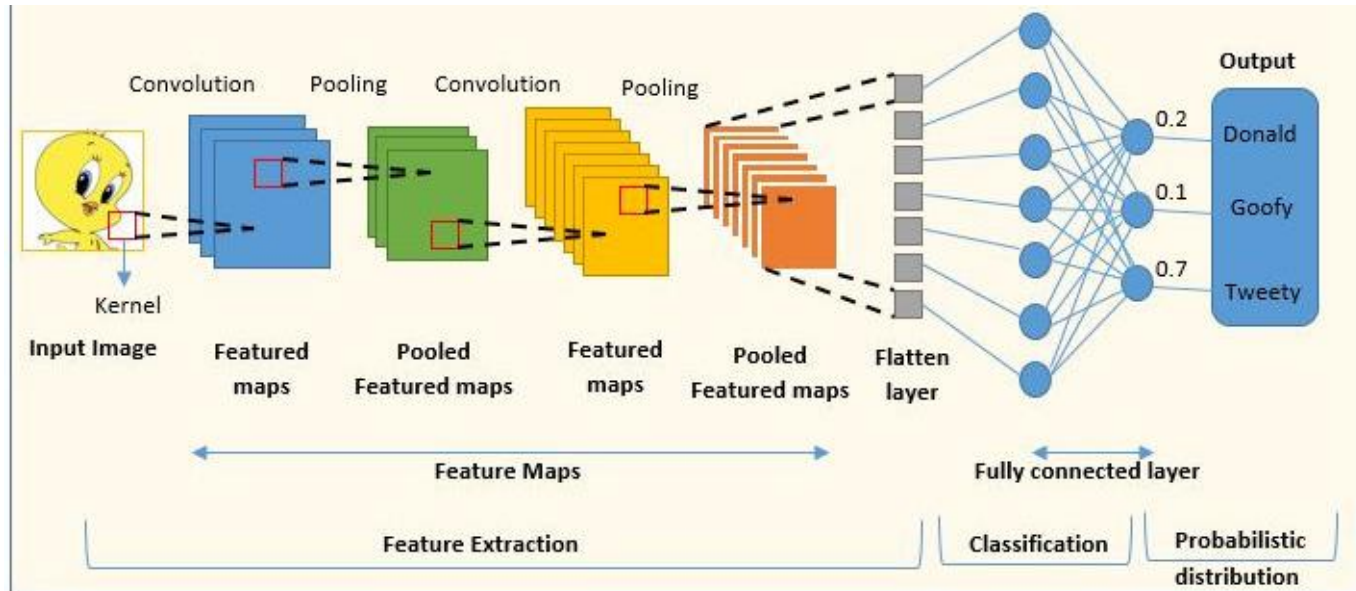 Convolution
Pooling
Convolution
Pooling
Output
0.2
Donald
0.1
Goofy
0.7
Tweety
Kernel
Input Image
Featured
maps
Pooled
Featured maps
Featured
maps
Pooled
Featured maps
Flatten
layer
Feature Maps
Fully connected layer
Feature Extraction
Classification
Probabilistic
distribution